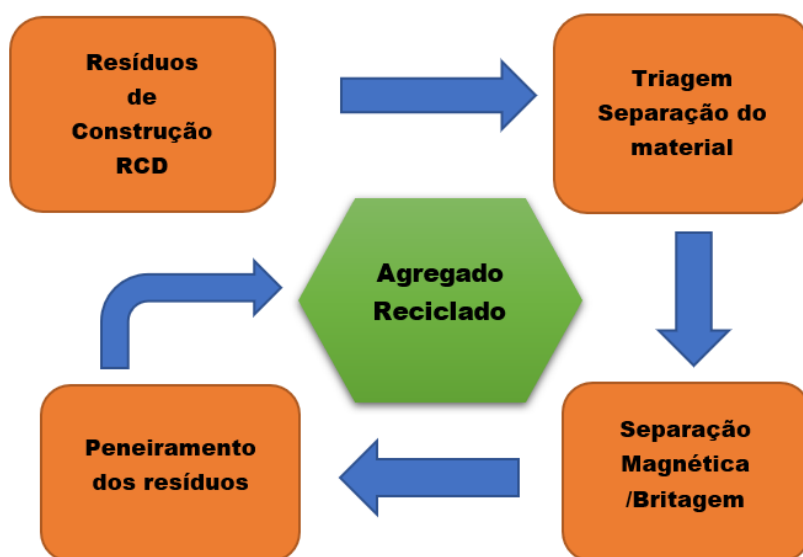 Resíduos
de
Construção
RCD
Triagem
Separação do
material
Agregado
Reciclado
Peneiramento
dos resíduos
Separação
Magnética
/Britagem